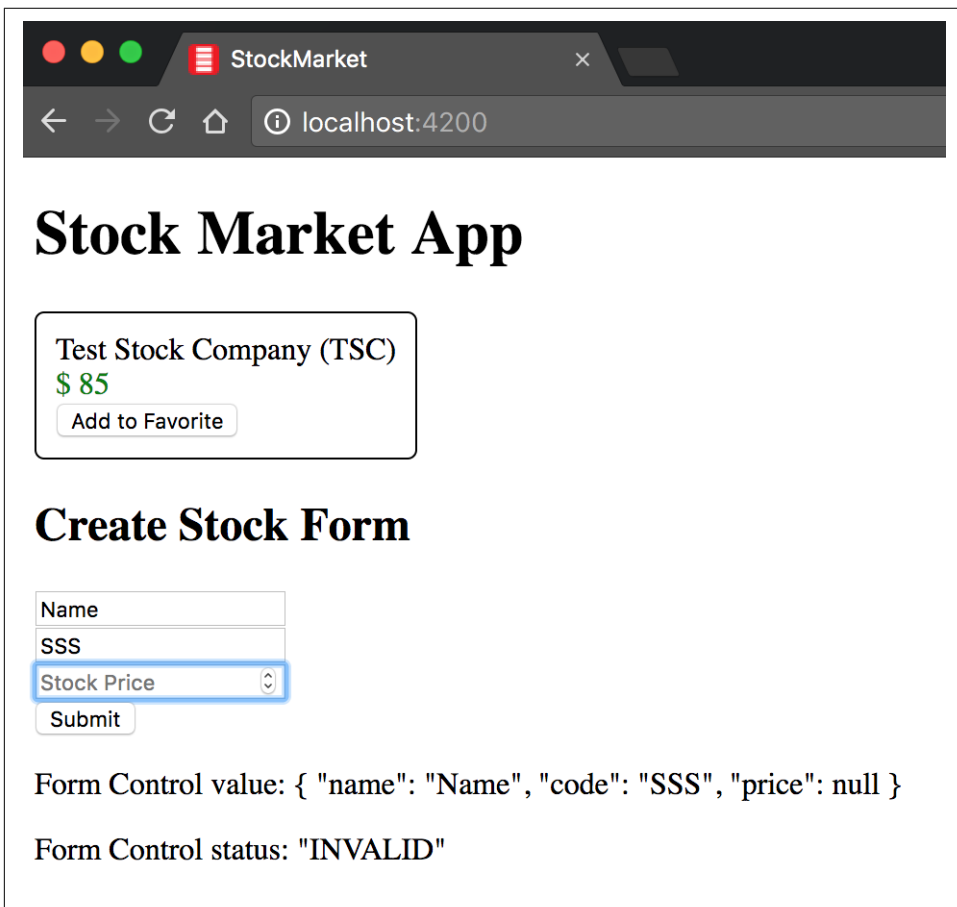 StockMarket
localhost:4200
Stock Market App
Test Stock Company (TSC)
$ 85
Add to Favorite
Create Stock Form
Name
SSS
Stock Price
Submit
Form Control value: { "name": "Name", "code": "SSS", "price": null }
Form Control status: "INVALID"